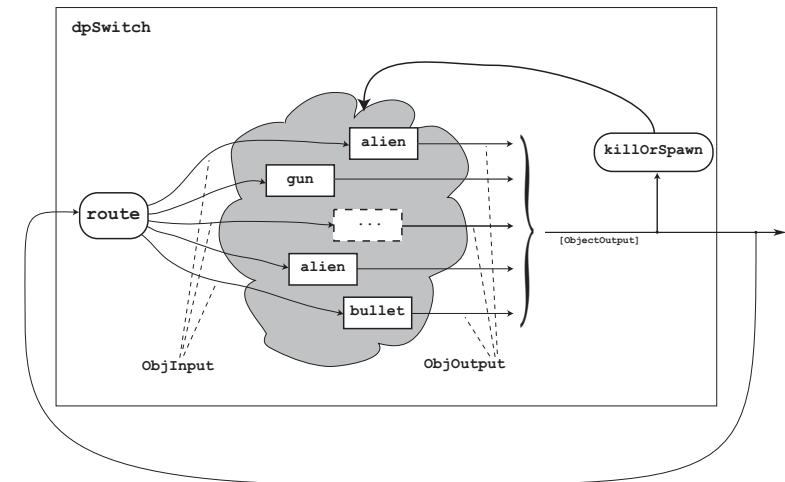 dpSwitch
alien
killOrSpawn
gun
route
...
[ObjectOutput]
alien
bullet
ObjInput
ObjOutput